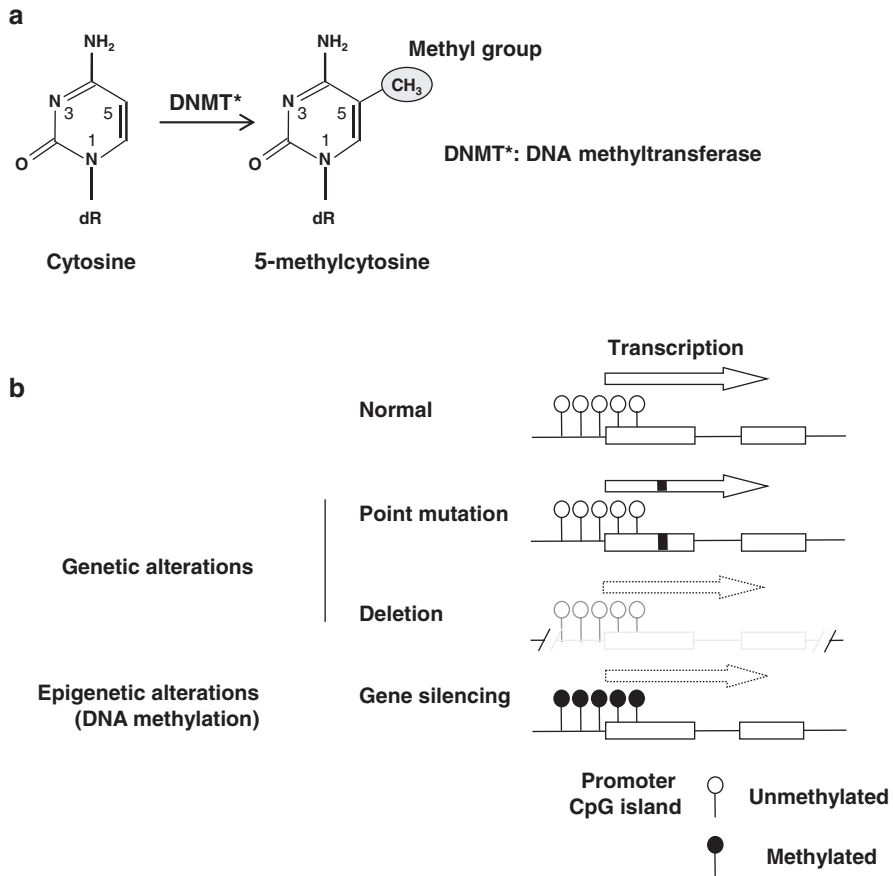 a
NH2
N
3
5
1
N
O
dR
Cytosine
DNMT*
NH2
Methyl group
CH3
N
3
5
1
N
O
dR
5-methylcytosine
DNMT*: DNA methyltransferase
b
Transcription
Normal
Genetic alterations
Point mutation
Deletion
Epigenetic alterations
(DNA methylation)
Gene silencing
Promoter
CpG island
Unmethylated
Methylated